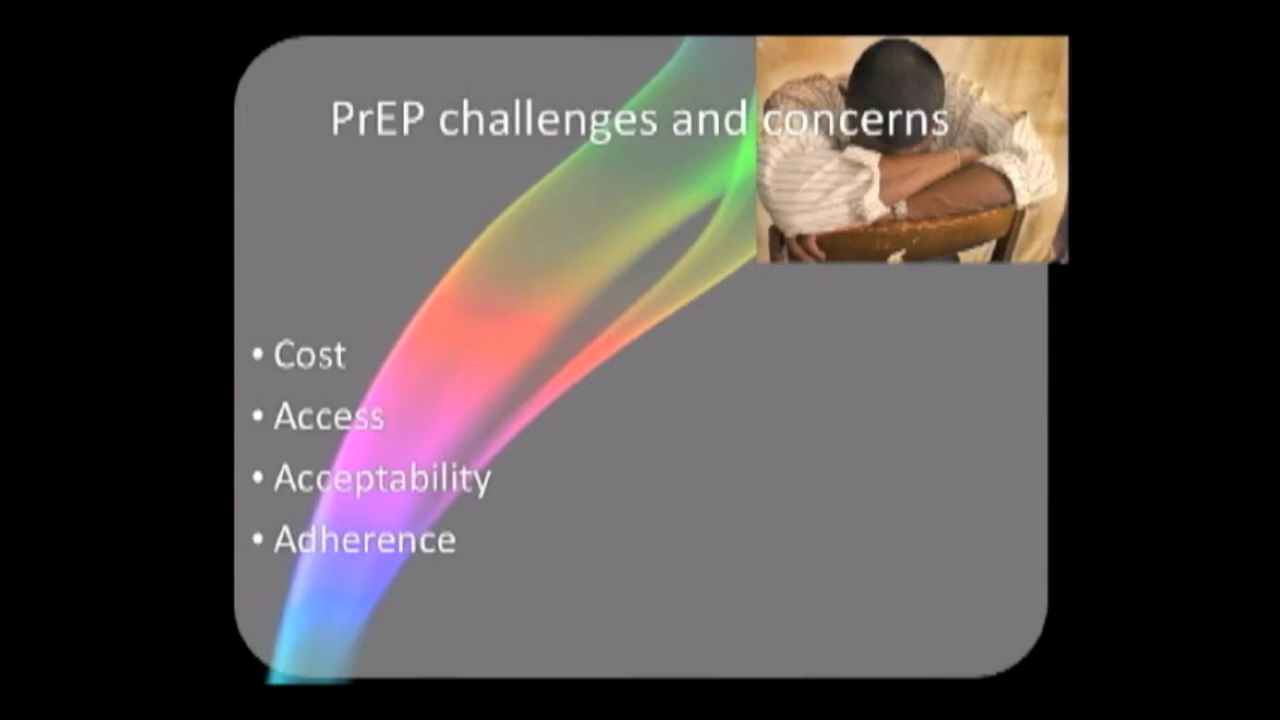 PrEP challenges and concerns
• Cost
• Access
• Acceptability
• Adherence